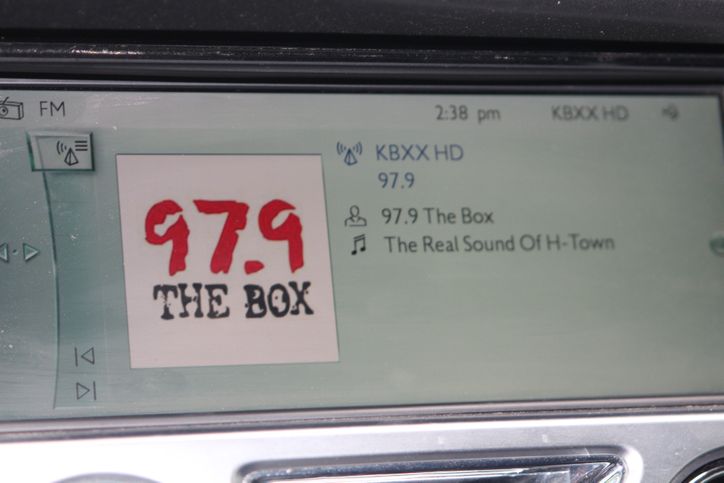 FM
2:38 pm
KBXX HD
KBXX HD
97.9
97.9 The Box
The Real Sound Of H-Town
97.9
THE BOX